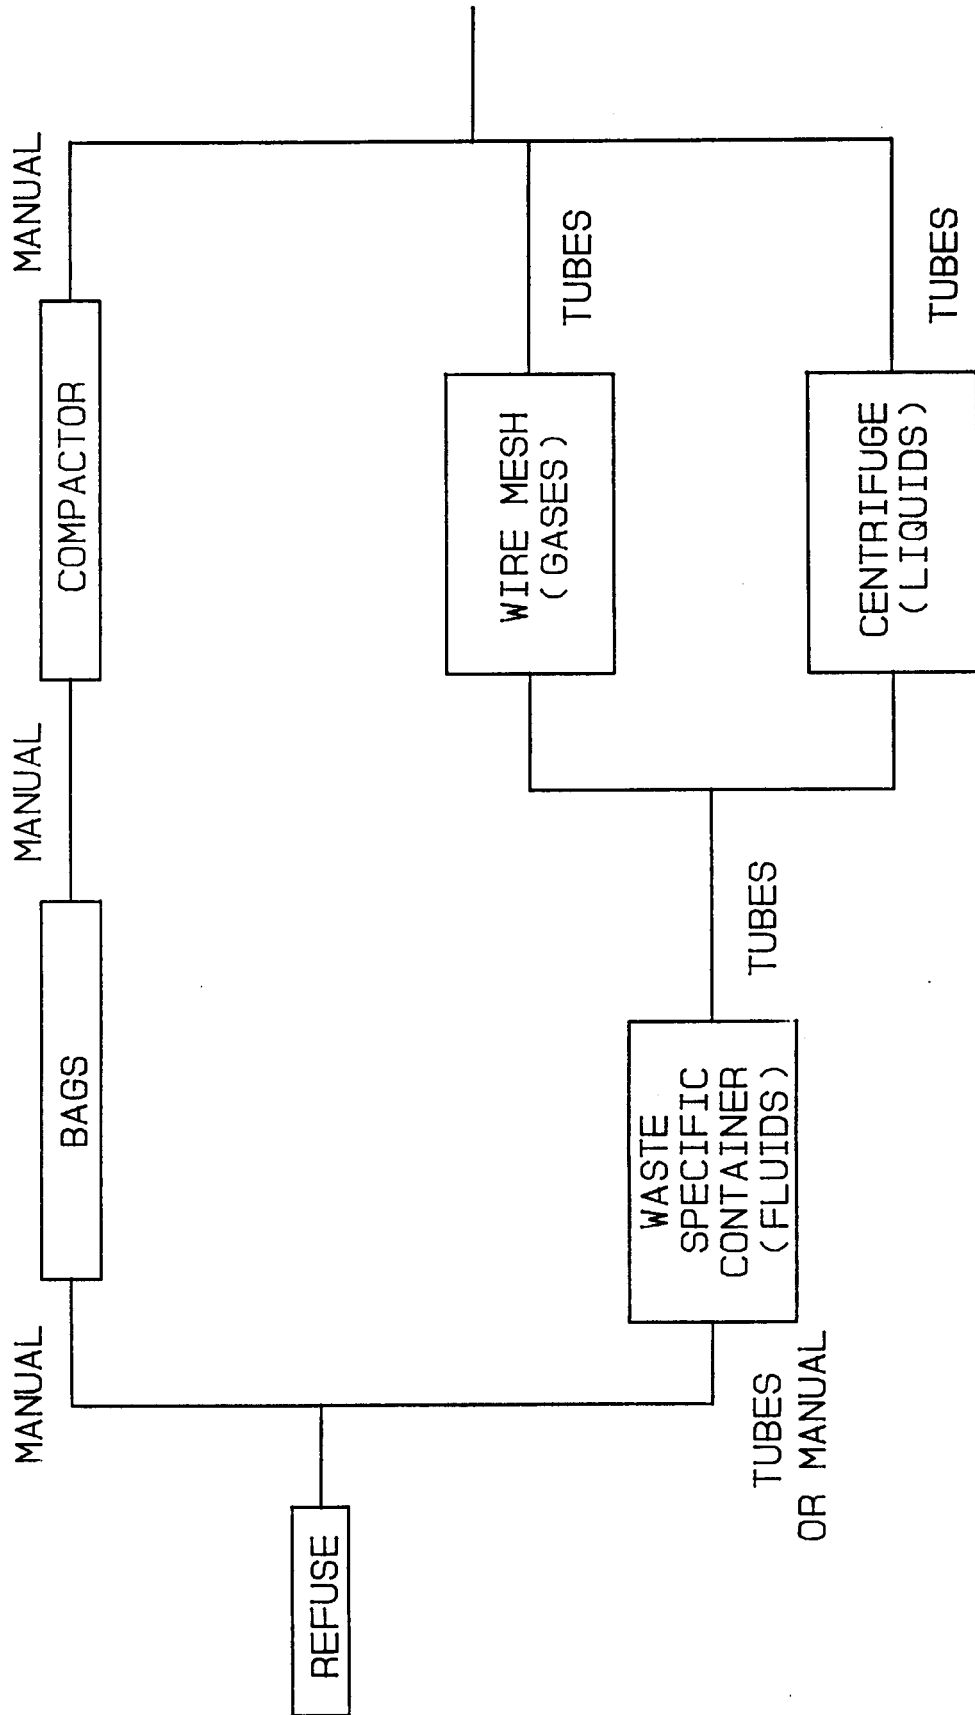 REFUSE
MANUAL
BAGS
MANUAL
COMPACTOR
MANUAL
TUBES
OR MANUAL
WASTE
SPECIFIC
CONTAINER
(FLUIDS)
TUBES
WIRE MESH
(GASES)
TUBES
CENTRIFUGE
(LIQUIDS)
TUBES